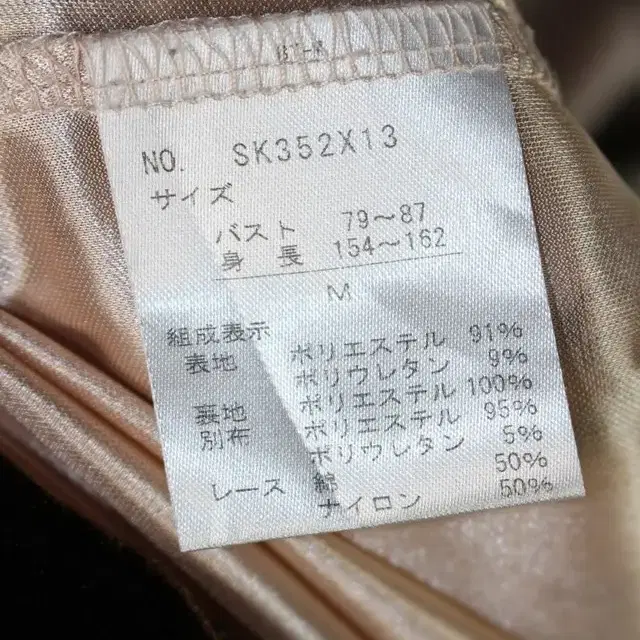 NO. SK352X13
サイズ
バスト 79～87
身長 154～162
M
組成表示
表地 ポリエステル 91%
ポリウレタン 9%
裏地 ポリエステル 100%
別布 ポリエステル 95%
ポリウレタン 5%
レース 綿 50%
ナイロン 50%